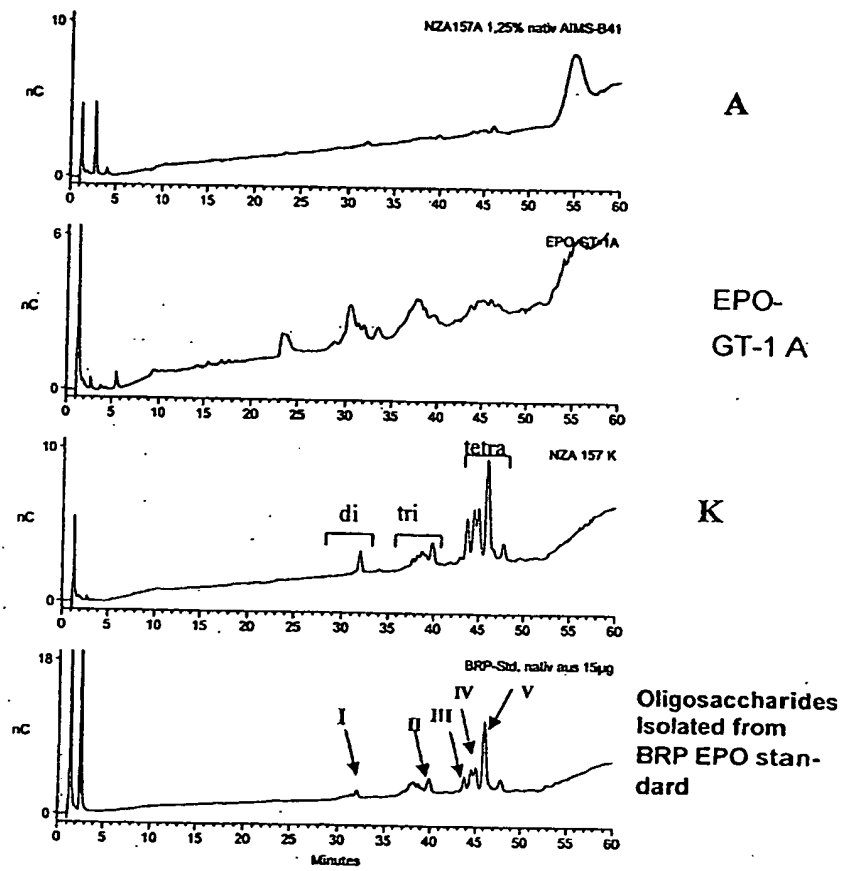 10
NZA157A 1,25% nativ AIMS-B41
nC
A
0
0 5 10 15 20 25 30 35 40 45 50 55 60
6
EPO-GT-1A
nC
EPO-
GT-1 A
0
0 5 10 15 20 25 30 35 40 45 50 55 60
10
tetra
NZA 157 K
di
tri
nC
K
0
0 5 10 15 20 25 30 35 40 45 50 55 60
18
BRP-Std. nativ aus 15µg
IV
V
I
II
III
nC
Oligosaccharides
Isolated from
BRP EPO stan-
dard
0
0 5 10 15 20 25 30 35 40 45 50 55 60
Minutes